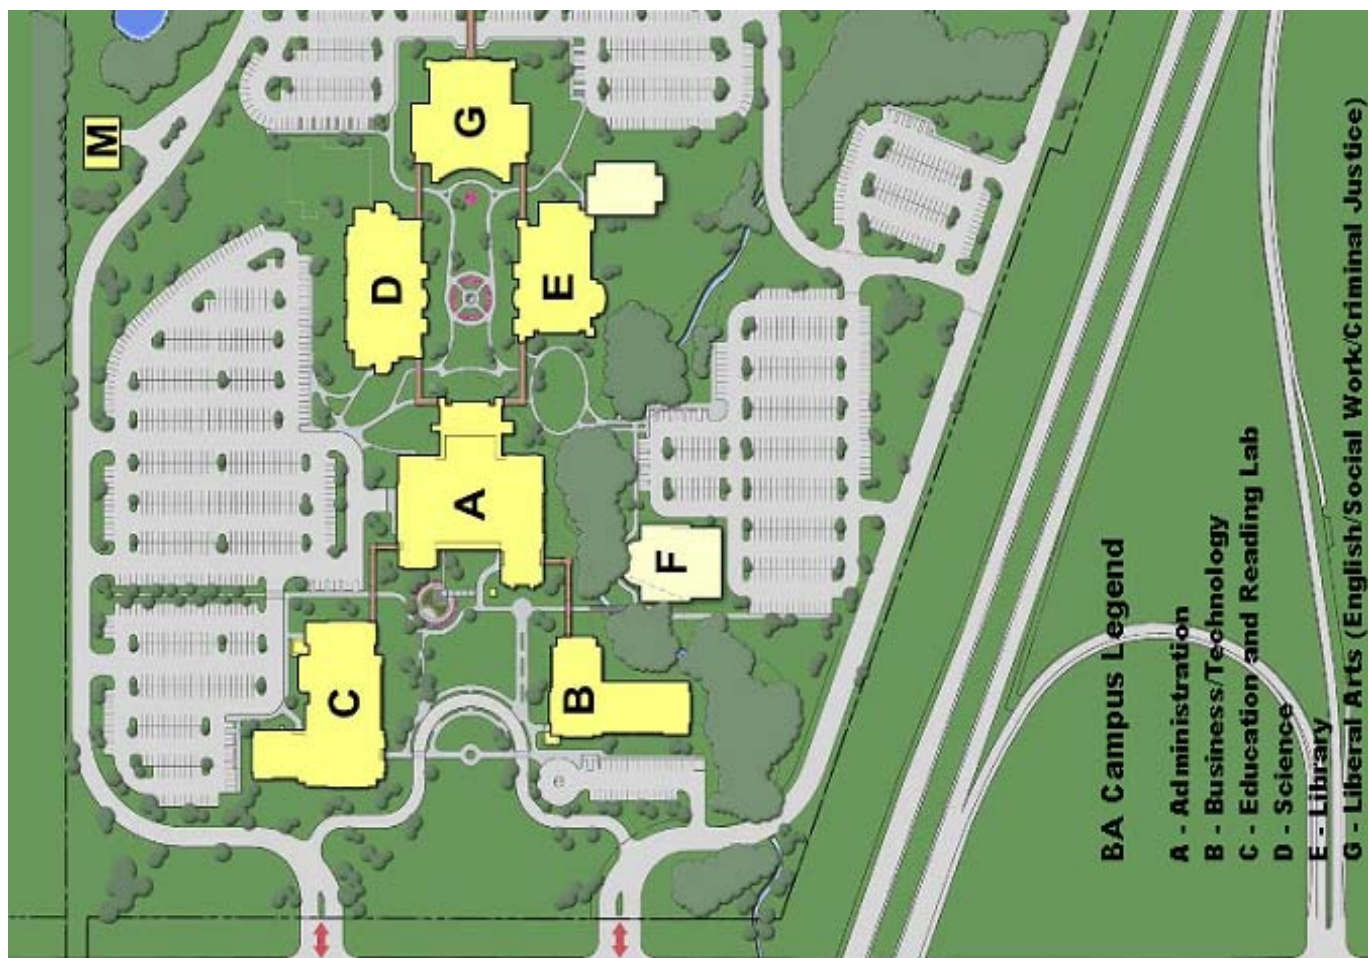 M
G
D
E
A
F
C
B
BA Campus Legend
A - Administration
B - Business/Technology
C - Education and Reading Lab
D - Science
E - Library
G - Liberal Arts (English/Social Work/Criminal Justice)